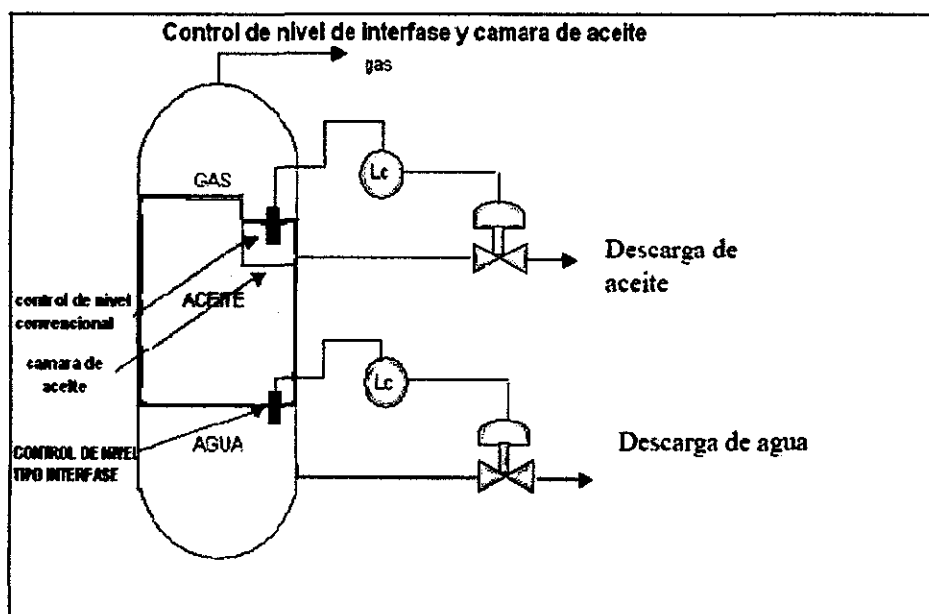 Control de nivel de interfase y camara de aceite
gas
Lc
GAS
Descarga de
aceite
control de nivel
convencional
ACEITE
camara de
aceite
Lc
CONTROL DE NIVEL
TIPO INTERFASE
AGUA
Descarga de agua